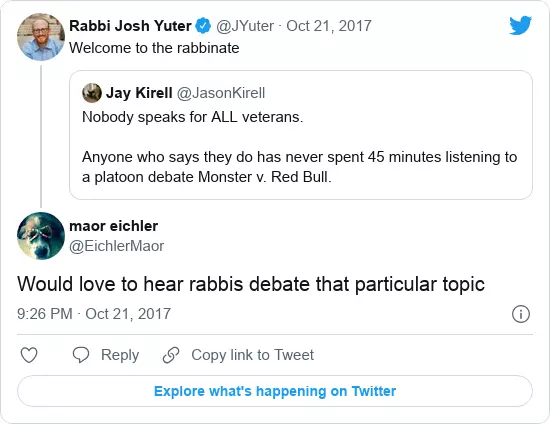 Rabbi Josh Yuter @JYuter · Oct 21, 2017
Welcome to the rabbinate
Jay Kirell @JasonKirell
Nobody speaks for ALL veterans.
Anyone who says they do has never spent 45 minutes listening to
a platoon debate Monster v. Red Bull.
maor eichler
@EichlerMaor
Would love to hear rabbis debate that particular topic
9:26 PM · Oct 21, 2017
Reply
Copy link to Tweet
Explore what's happening on Twitter